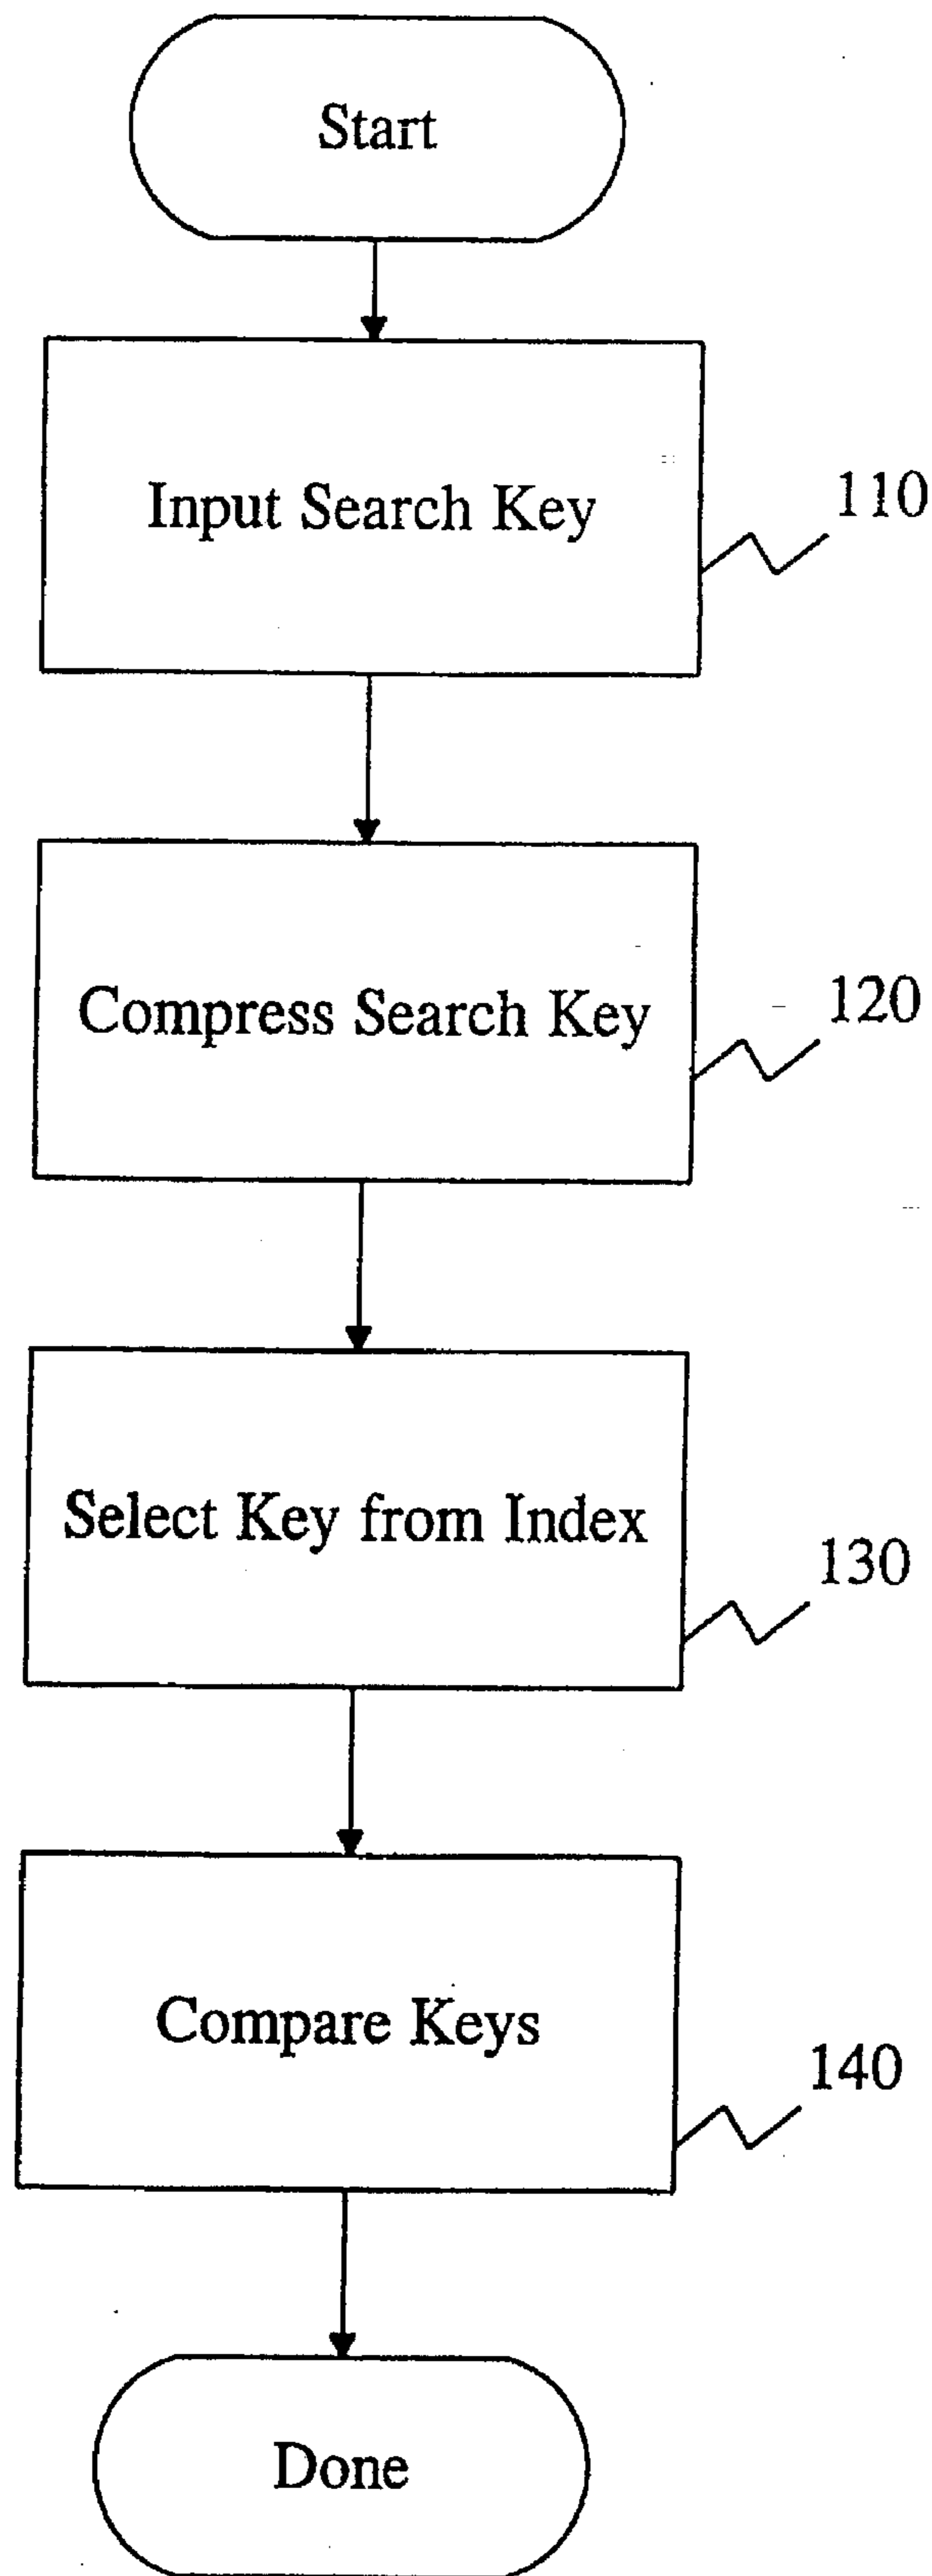 Start
Input Search Key
110
Compress Search Key
120
Select Key from Index
130
Compare Keys
140
Done